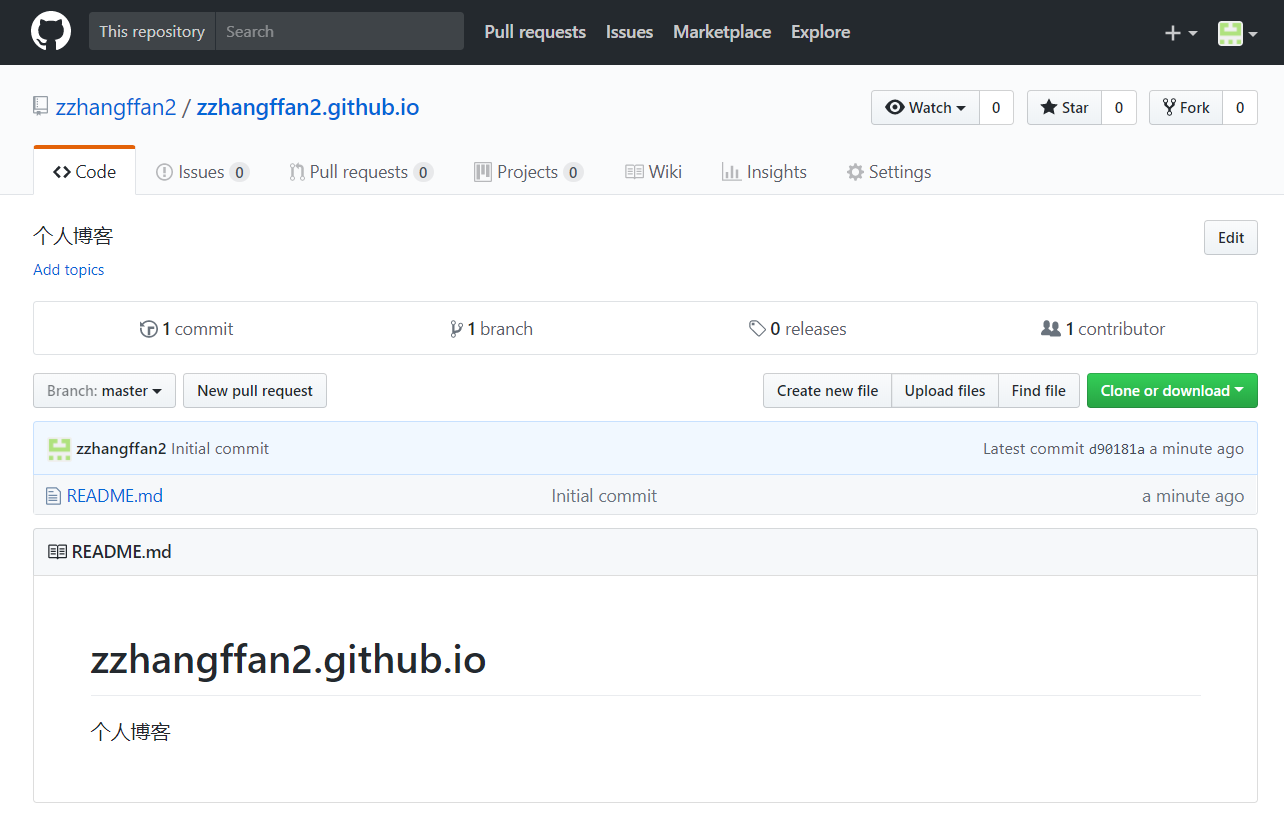 This repository Search Pull requests Issues Marketplace Explore
zzhangffan2 / zzhangffan2.github.io Watch 0 Star 0 Fork 0
Code Issues 0 Pull requests 0 Projects 0 Wiki Insights Settings
个人博客 Edit
Add topics
1 commit 1 branch 0 releases 1 contributor
Branch: master New pull request Create new file Upload files Find file Clone or download
zzhangffan2 Initial commit Latest commit d90181a a minute ago
README.md Initial commit a minute ago
README.md
zzhangffan2.github.io
个人博客